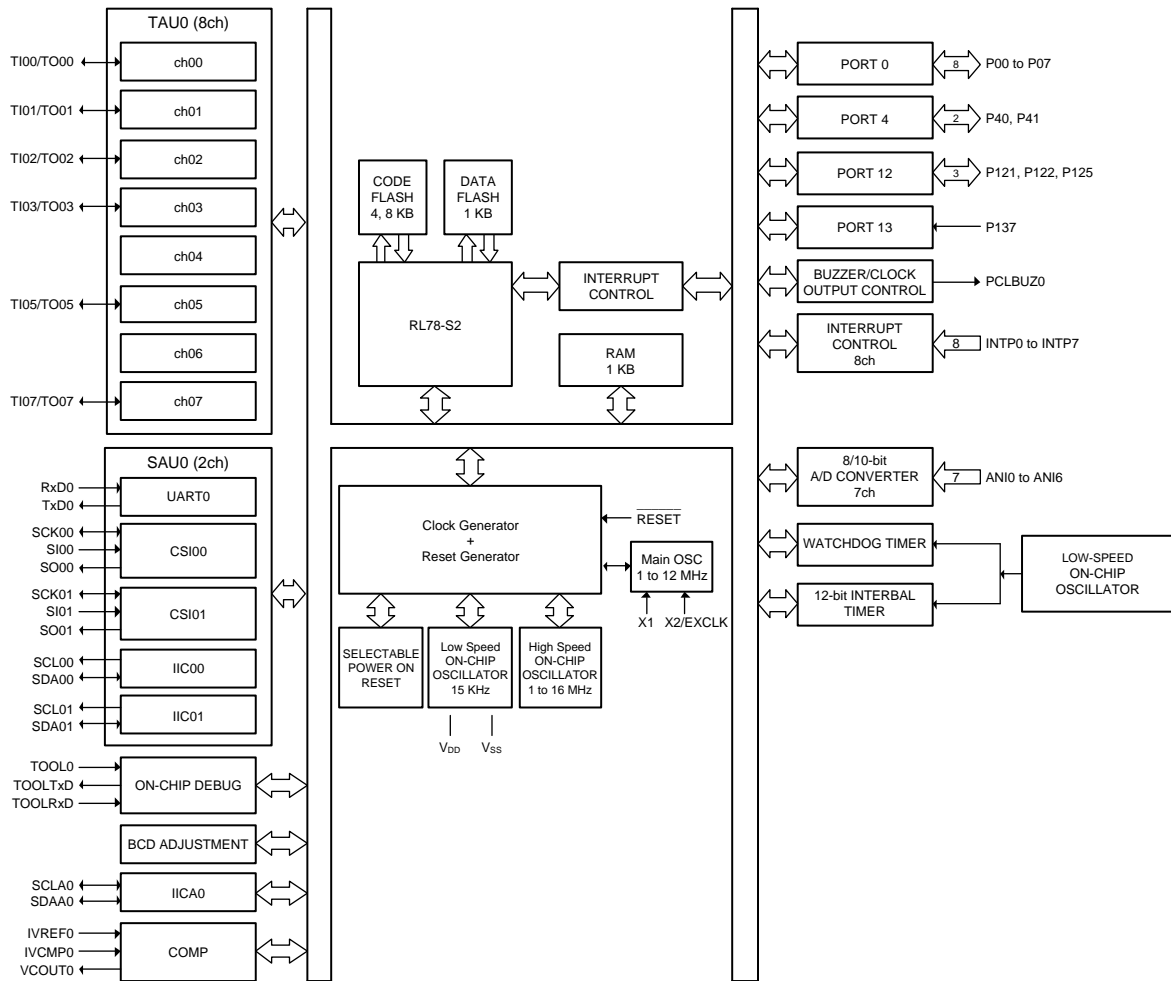 TAU0 (8ch)
TI00/TO00
ch00
TI01/TO01
ch01
TI02/TO02
ch02
TI03/TO03
ch03
ch04
TI05/TO05
ch05
ch06
TI07/TO07
ch07
SAU0 (2ch)
RxD0
TxD0
UART0
SCK00
SI00
SO00
CSI00
SCK01
SI01
SO01
CSI01
SCL00
SDA00
IIC00
SCL01
SDA01
IIC01
TOOL0
TOOLTxD
TOOLRxD
ON-CHIP DEBUG
BCD ADJUSTMENT
SCLA0
SDAA0
IICA0
IVREF0
IVCMP0
VCOUT0
COMP
CODE
FLASH
4, 8 KB
DATA
FLASH
1 KB
RL78-S2
INTERRUPT
CONTROL
RAM
1 KB
Clock Generator
+
Reset Generator
RESET
Main OSC
1 to 12 MHz
X1
X2/EXCLK
SELECTABLE
POWER ON
RESET
Low Speed
ON-CHIP
OSCILLATOR
15 KHz
High Speed
ON-CHIP
OSCILLATOR
1 to 16 MHz
VDD
VSS
PORT 0
8
P00 to P07
PORT 4
2
P40, P41
PORT 12
3
P121, P122, P125
PORT 13
P137
BUZZER/CLOCK
OUTPUT CONTROL
PCLBUZ0
INTERRUPT
CONTROL
8ch
8
INTP0 to INTP7
8/10-bit
A/D CONVERTER
7ch
7
ANI0 to ANI6
WATCHDOG TIMER
12-bit INTERBAL
TIMER
LOW-SPEED
ON-CHIP
OSCILLATOR